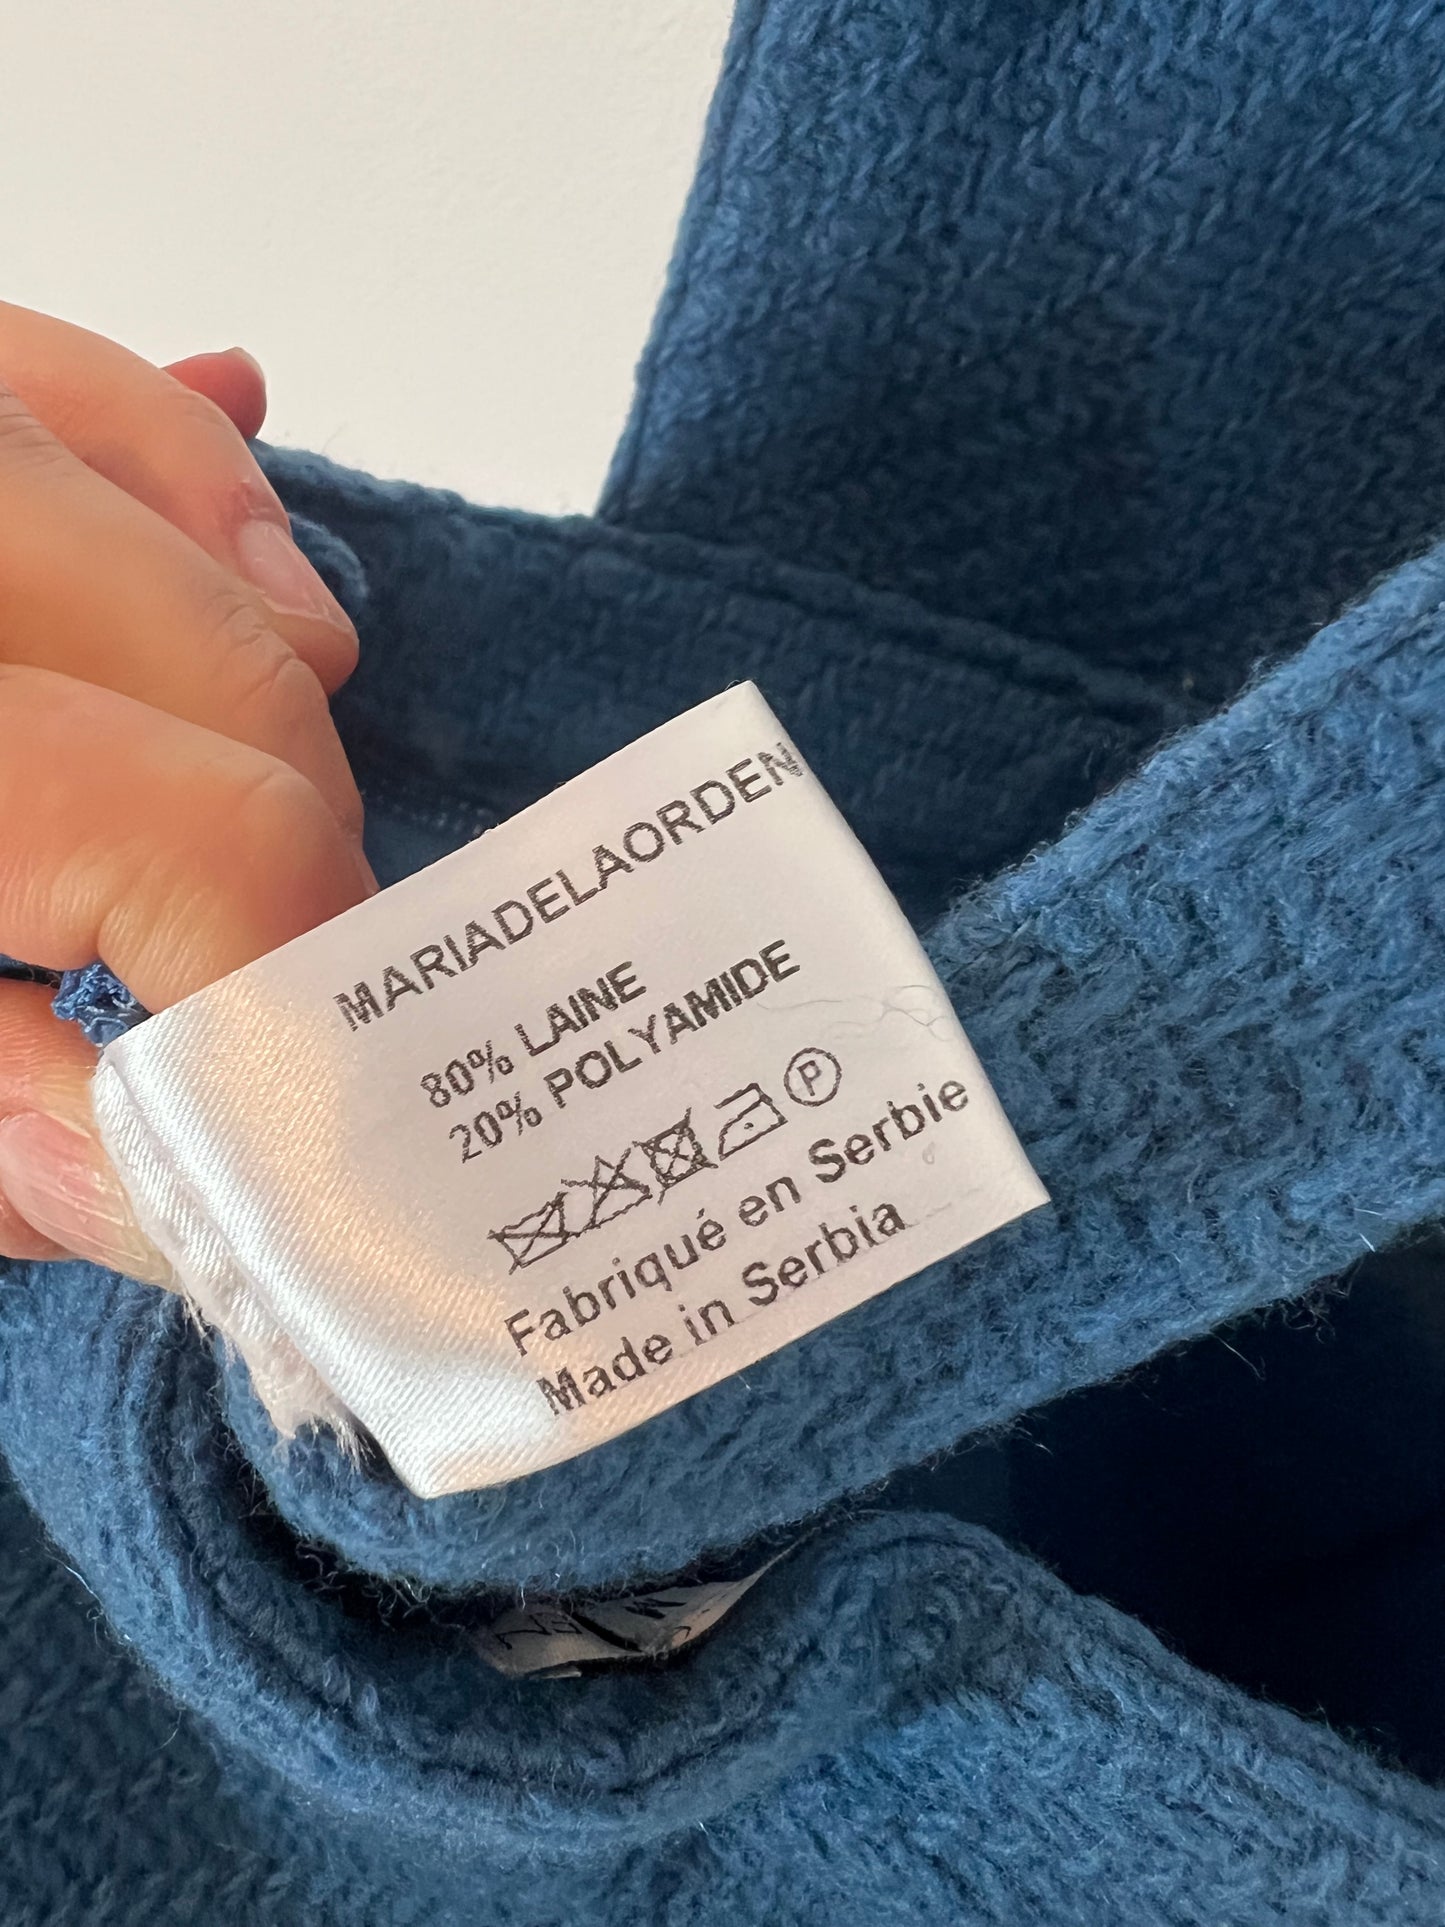 MARIADELAORDEN
80% LAINE
20% POLYAMIDE
P
Fabriqué en Serbie
Made in Serbia